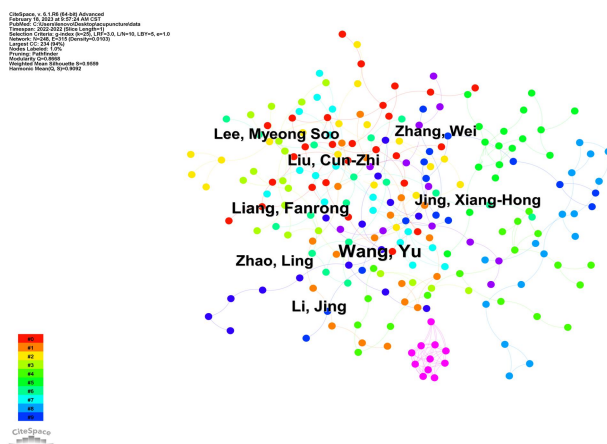 CiteSpace, v. 6.1.R6 (64-bit) Advanced
February 18, 2023 at 9:57:24 AM CST
PubMed: C:\Users\lenovo\Desktop\acupuncture\data
Timespan: 2022-2022 (Slice Length=1)
Selection Criteria: g-index (k=25), LRF=3.0, L/N=10, LBY=5, e=1.0
Network: N=248, E=315 (Density=0.0103)
Largest CC: 234 (94%)
Nodes Labeled: 1.0%
Pruning: Pathfinder
Modularity Q=0.8668
Weighted Mean Silhouette S=0.9559
Harmonic Mean(Q, S)=0.9092
Lee, Myeong Soo
Zhang, Wei
Liu, Cun-Zhi
Liang, Fanrong
Jing, Xiang-Hong
Wang, Yu
Zhao, Ling
Li, Jing
#0
#1
#2
#3
#4
#5
#6
#7
#8
#9
CiteSpace